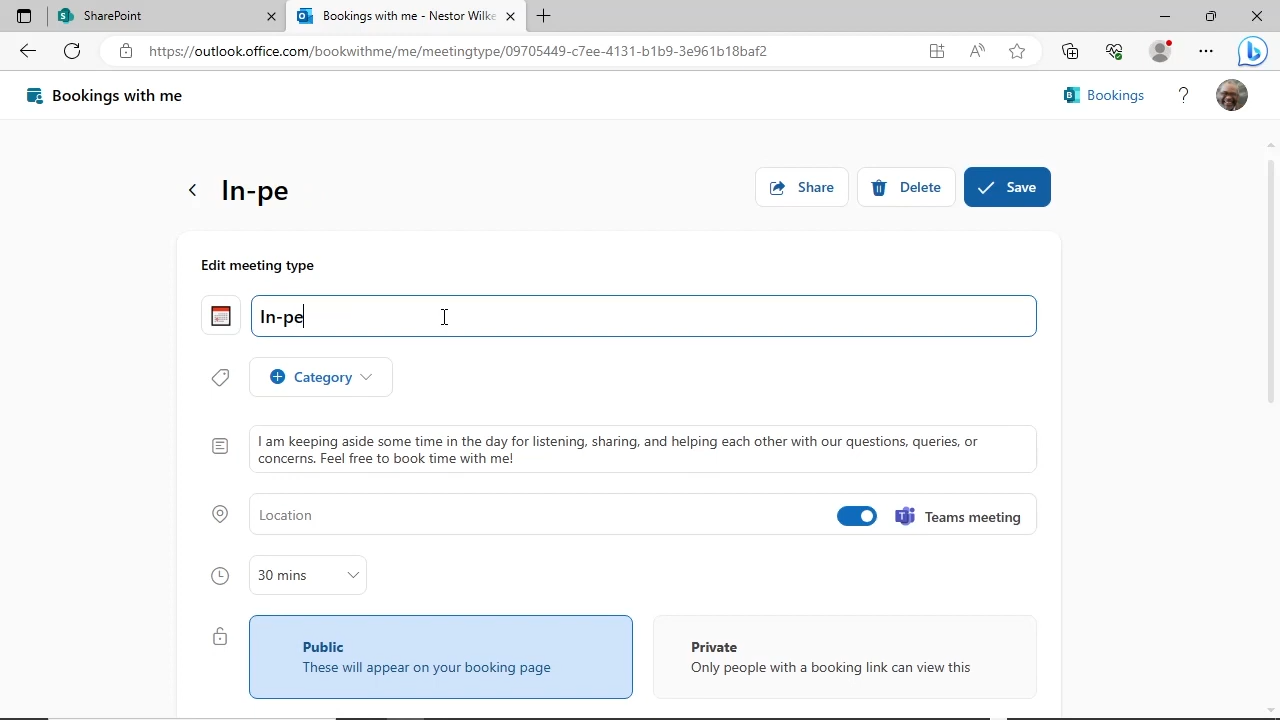 SharePoint
Bookings with me - Nestor Wilke
https://outlook.office.com/bookwithme/me/meetingtype/09705449-c7ee-4131-b1b9-3e961b18baf2
Bookings with me
Bookings
?
In-pe
Share
Delete
Save
Edit meeting type
In-pe
Category
I am keeping aside some time in the day for listening, sharing, and helping each other with our questions, queries, or
concerns. Feel free to book time with me!
Location
Teams meeting
30 mins
Public
These will appear on your booking page
Private
Only people with a booking link can view this